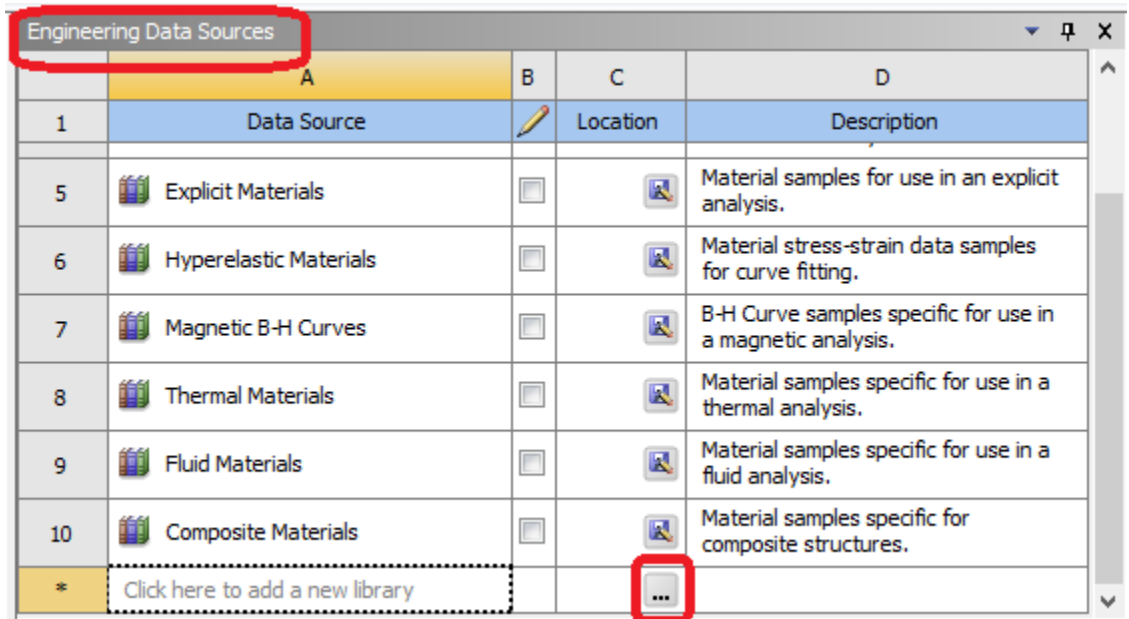 Engineering Data Sources
A B C D
1 Data Source Location Description
5 Explicit Materials Material samples for use in an explicit
analysis.
6 Hyperelastic Materials Material stress-strain data samples
for curve fitting.
7 Magnetic B-H Curves B-H Curve samples specific for use in
a magnetic analysis.
8 Thermal Materials Material samples specific for use in a
thermal analysis.
9 Fluid Materials Material samples specific for use in a
fluid analysis.
10 Composite Materials Material samples specific for
composite structures.
* Click here to add a new library ...